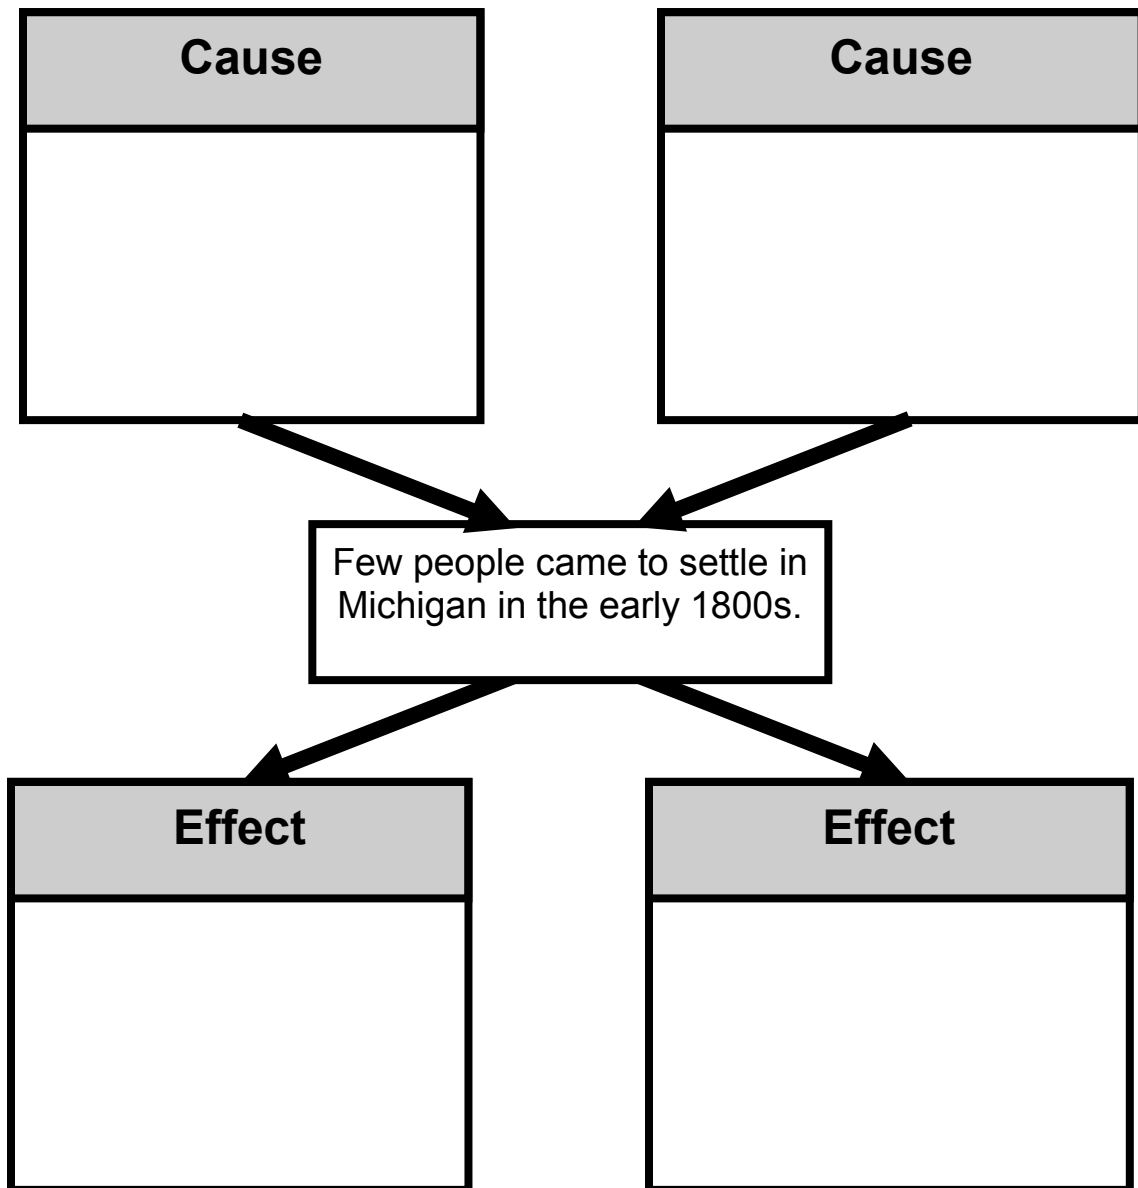 Cause
Cause
Few people came to settle in
Michigan in the early 1800s.
Effect
Effect